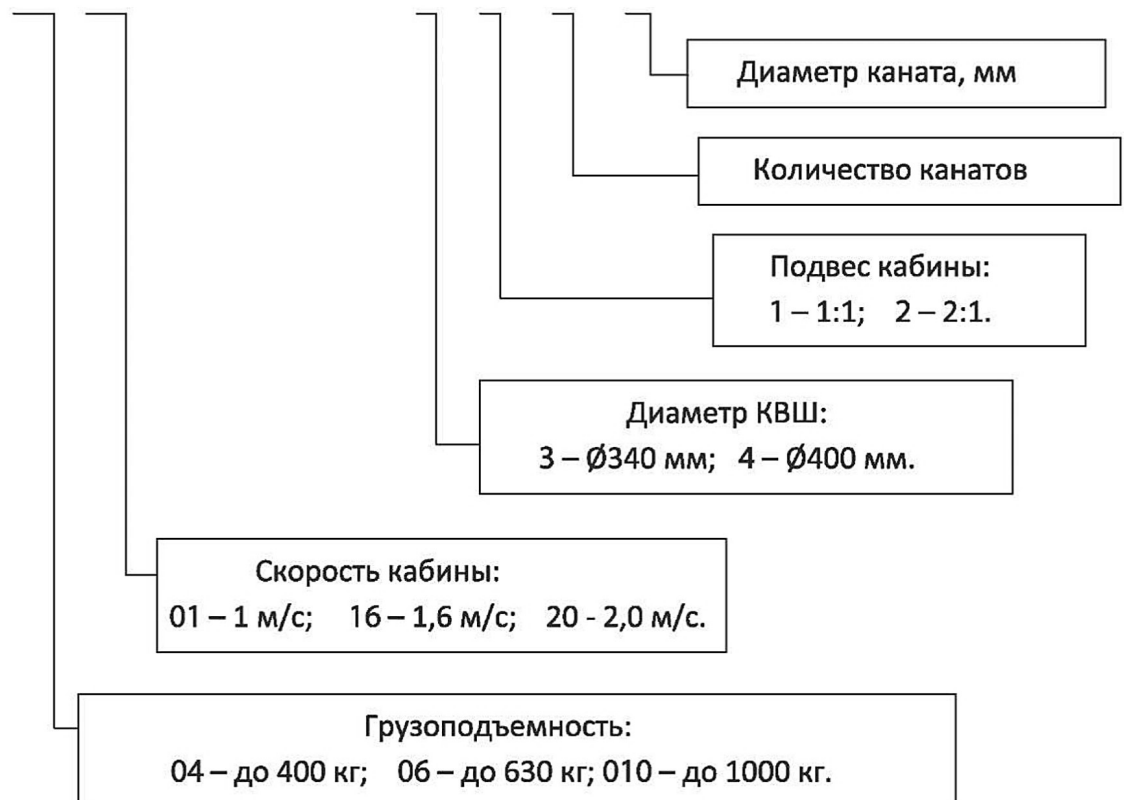 Диаметр каната, мм
Количество канатов
Подвес кабины:
1 – 1:1; 2 – 2:1.
Диаметр КВШ:
3 – Ø340 мм; 4 – Ø400 мм.
Скорость кабины:
01 – 1 м/с; 16 – 1,6 м/с; 20 - 2,0 м/с.
Грузоподъемность:
04 – до 400 кг; 06 – до 630 кг; 010 – до 1000 кг.